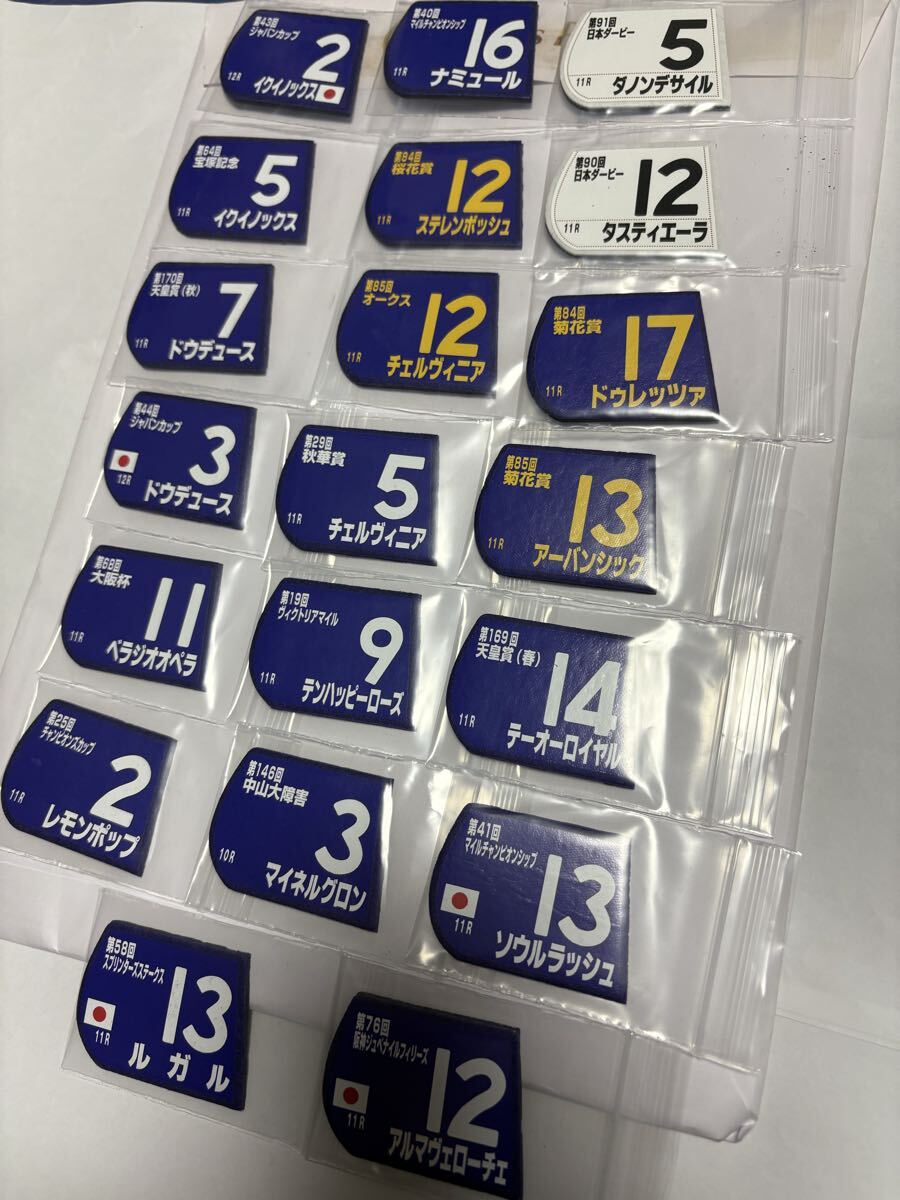 第43回
ジャパンカップ
2
12R
イクイノックス
第40回
マイルチャンピオンシップ
16
11R
ナミュール
第91回
日本ダービー
5
11R
ダノンデサイル
第64回
宝塚記念
5
11R
イクイノックス
第84回
桜花賞
12
11R
ステレンボッシュ
第90回
日本ダービー
12
11R
タスティエーラ
第170回
天皇賞(秋)
7
11R
ドウデュース
第85回
オークス
12
11R
チェルヴィニア
第84回
菊花賞
17
11R
ドゥレッツァ
第44回
ジャパンカップ
3
12R
ドウデュース
第29回
秋華賞
5
11R
チェルヴィニア
第85回
菊花賞
13
11R
アーバンシック
第68回
大阪杯
11
11R
ベラジオオペラ
第19回
ヴィクトリアマイル
9
11R
テンハッピーローズ
第169回
天皇賞(春)
14
11R
テーオーロイヤル
第25回
チャンピオンズカップ
2
11R
レモンポップ
第146回
中山大障害
3
10R
マイネルグロン
第41回
マイルチャンピオンシップ
13
11R
ソウルラッシュ
第58回
スプリンターズステークス
13
11R
ルガル
第76回
阪神ジュベナイルフィリーズ
12
11R
アルマヴェローチェ